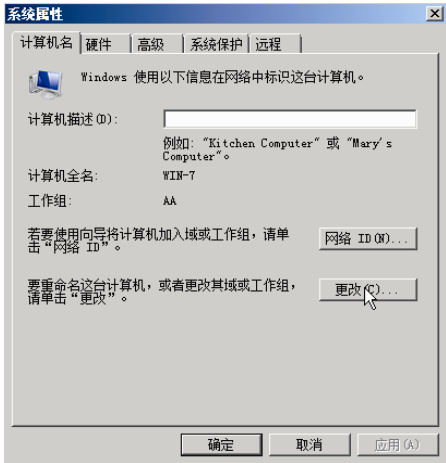 系统属性
计算机名 硬件 高级 系统保护 远程
Windows 使用以下信息在网络中标识这台计算机。
计算机描述(D):
例如: "Kitchen Computer" 或 "Mary's
Computer"。
计算机全名: WIN-7
工作组: AA
若要使用向导将计算机加入域或工作组，请单
击“网络 ID”。
网络 ID(N)...
要重命名这台计算机，或者更改其域或工作组，
请单击“更改”。
更改(C)...
确定 取消 应用(A)